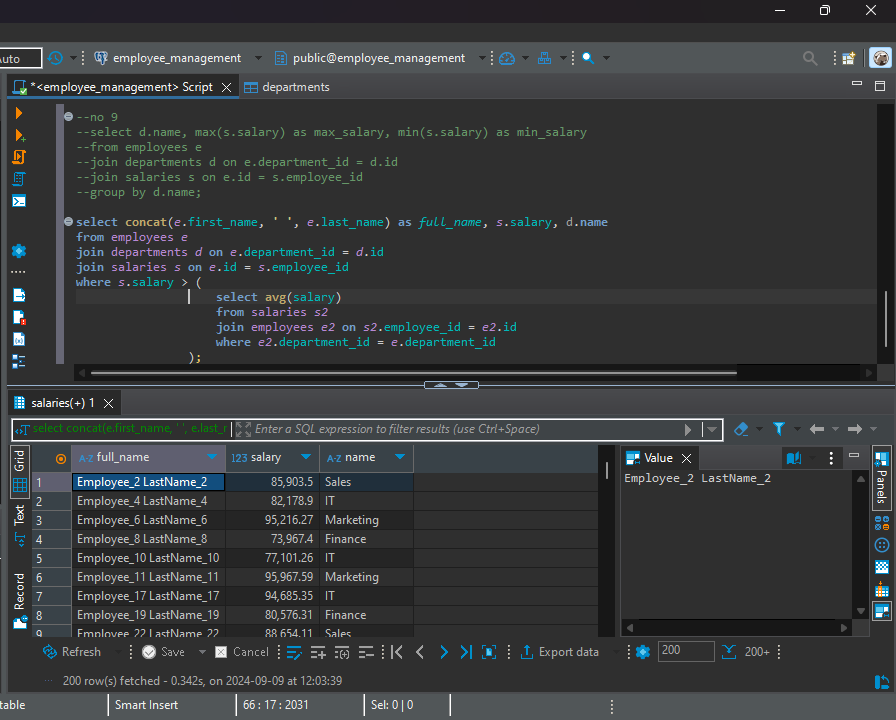 Auto
employee_management
public@employee_management
*<employee_management> Script
departments
--no 9
--select d.name, max(s.salary) as max_salary, min(s.salary) as min_salary
--from employees e
--join departments d on e.department_id = d.id
--join salaries s on e.id = s.employee_id
--group by d.name;
select concat(e.first_name, ' ', e.last_name) as full_name, s.salary, d.name
from employees e
join departments d on e.department_id = d.id
join salaries s on e.id = s.employee_id
where s.salary > (
select avg(salary)
from salaries s2
join employees e2 on s2.employee_id = e2.id
where e2.department_id = e.department_id
);
salaries(+) 1
select concat(e.first_name, ' ', e.last_n
Enter a SQL expression to filter results (use Ctrl+Space)
Grid
Text
Record
A-Z full_name 123 salary A-Z name
1 Employee_2 LastName_2 85,903.5 Sales
2 Employee_4 LastName_4 82,178.9 IT
3 Employee_6 LastName_6 95,216.27 Marketing
4 Employee_8 LastName_8 73,967.4 Finance
5 Employee_10 LastName_10 77,101.26 IT
6 Employee_11 LastName_11 95,967.59 Marketing
7 Employee_17 LastName_17 94,685.35 IT
8 Employee_19 LastName_19 80,576.31 Finance
9 Employee_22 LastName_22 88,654.11 Sales
Value
Employee_2 LastName_2
Panels
Refresh
Save
Cancel
Export data
200
200+
200 row(s) fetched - 0.342s, on 2024-09-09 at 12:03:39
table
Smart Insert
66 : 17 : 2031
Sel: 0 | 0